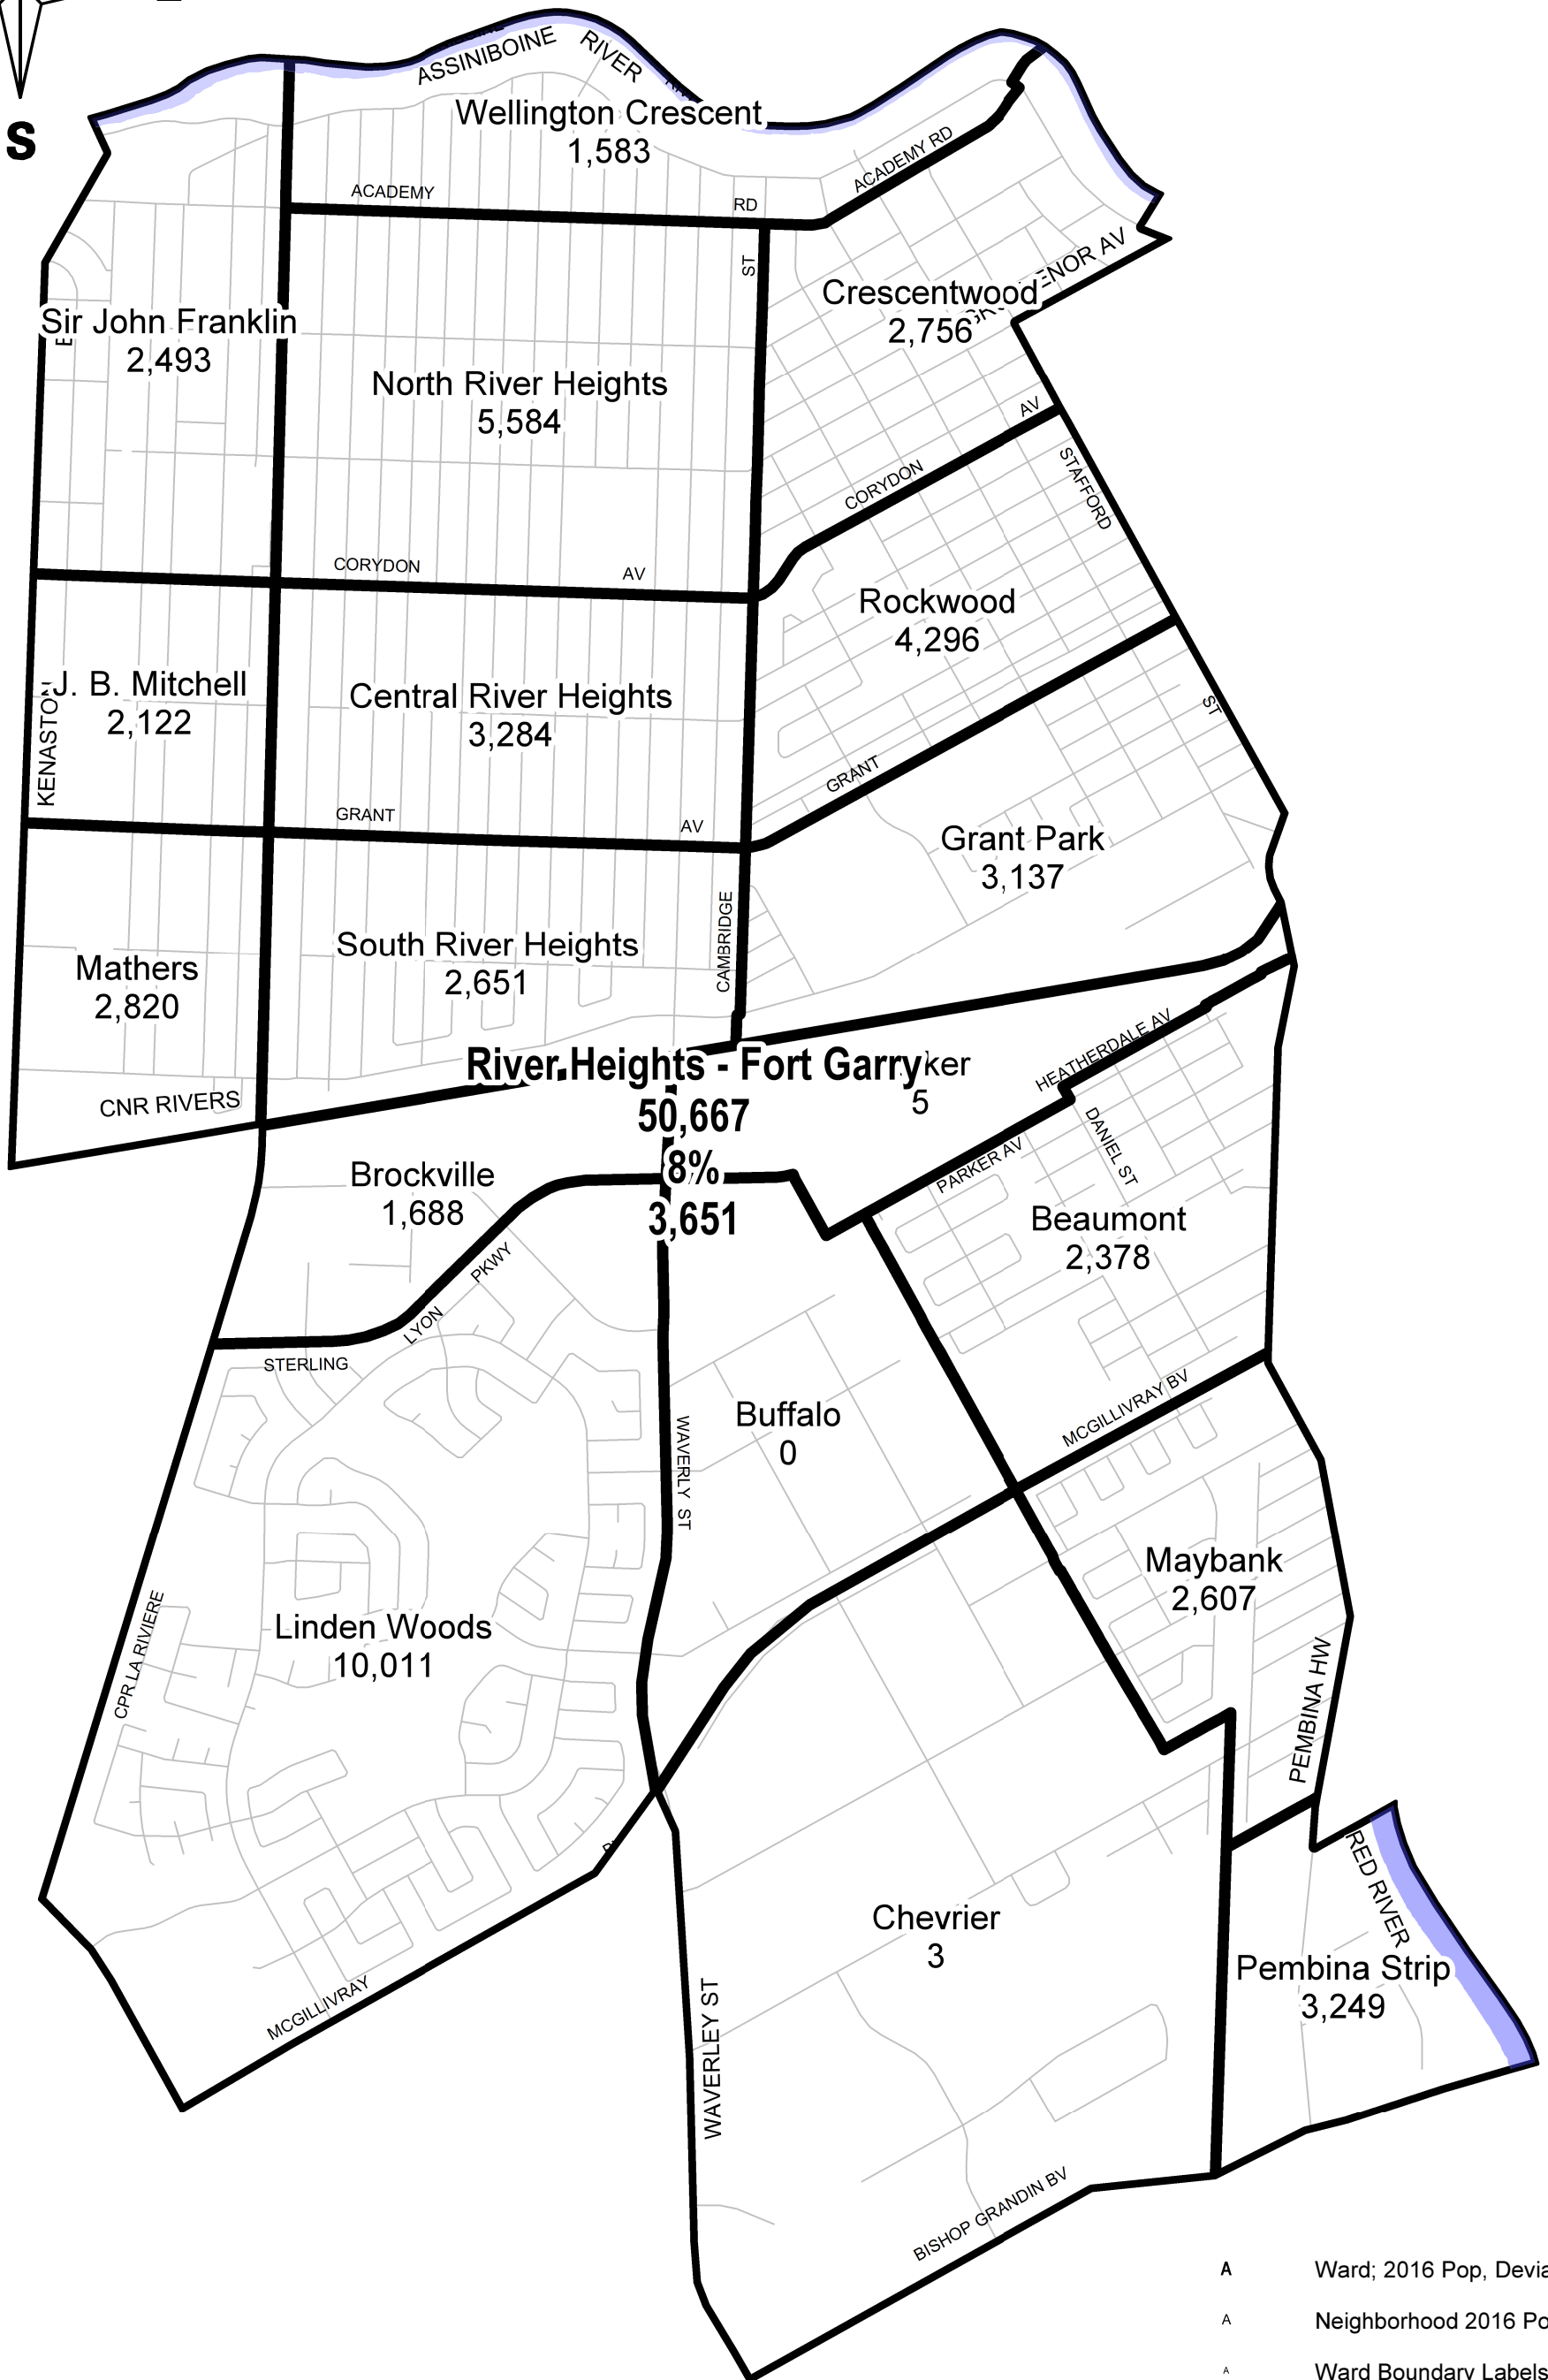 S
ASSINIBOINE RIVER
Wellington Crescent
1,583
ACADEMY RD
ACADEMY RD
ST
Crescentwood
2,756
ENOR AV
Sir John Franklin
2,493
North River Heights
5,584
CORYDON AV
STAFFORD
CORYDON AV
Rockwood
4,296
J. B. Mitchell
2,122
KENASTON
Central River Heights
3,284
ST
GRANT
GRANT AV
Grant Park
3,137
CAMBRIDGE
South River Heights
2,651
Mathers
2,820
HEATHERDALE AV
River Heights - Fort Garry
ker
5
50,667
8%
3,651
CNR RIVERS
DANIEL ST
PARKER AV
Brockville
1,688
Beaumont
2,378
LYON PKWY
STERLING
MCGILLIVRAY BV
Buffalo
0
WAVERLY ST
Maybank
2,607
Linden Woods
10,011
CPR LA RIVIERE
PEMBINA HW
RED RIVER
Chevrier
3
Pembina Strip
3,249
MCGILLIVRAY
WAVERLEY ST
BISHOP GRANDIN BV
A Ward; 2016 Pop, Devia
A Neighborhood 2016 Po
A Ward Boundary Labels